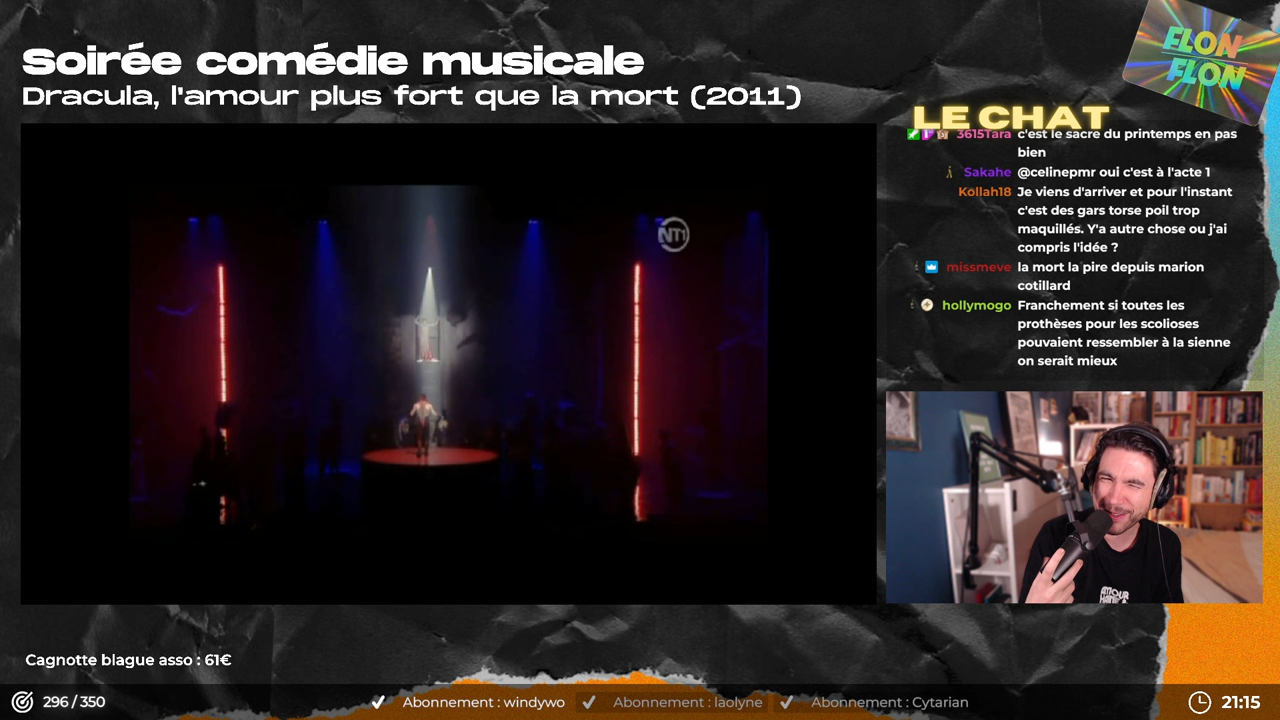 Soirée comédie musicale
Dracula, l'amour plus fort que la mort (2011)
FLON
FLON
LE CHAT
3615Tara c'est le sacre du printemps en pas
bien
Sakahe @celinepmr oui c'est à l'acte 1
Kollah18 Je viens d'arriver et pour l'instant
c'est des gars torse poil trop
maquillés. Y'a autre chose ou j'ai
compris l'idée ?
missmeve la mort la pire depuis marion
cotillard
hollymogo Franchement si toutes les
prothèses pour les scolioses
pouvaient ressembler à la sienne
on serait mieux
NT1
AMOUR
Cagnotte blague asso : 61€
296 / 350
Abonnement : windywo
Abonnement : laolyne
Abonnement : Cytarian
21:15